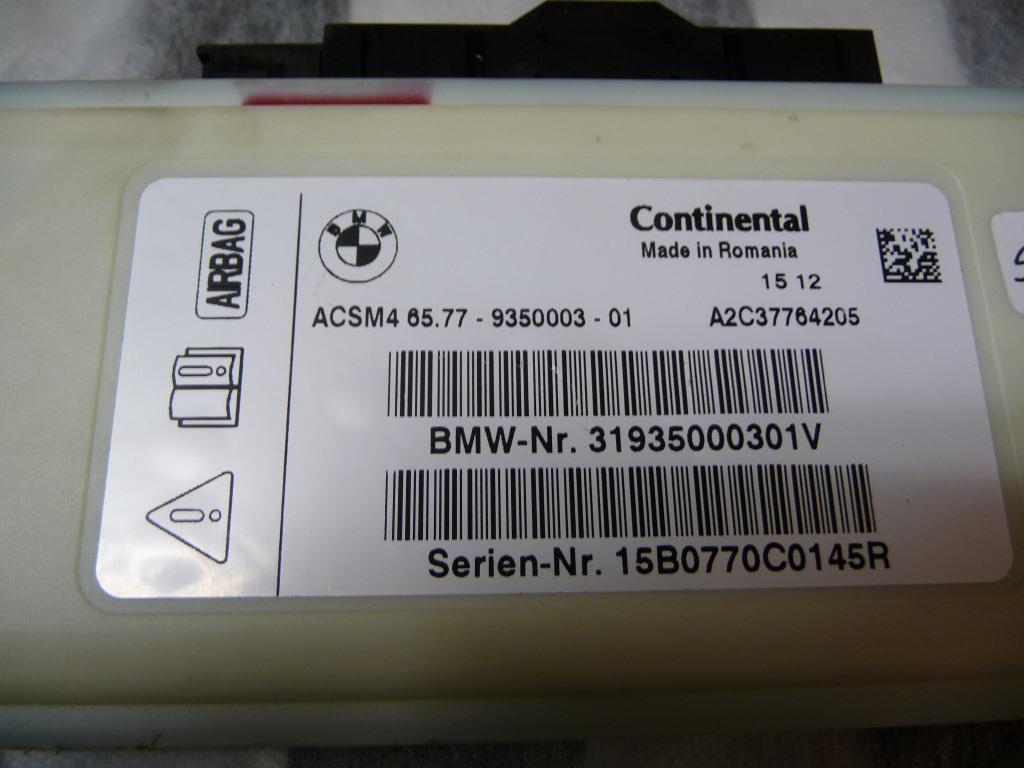 AIRBAG
BMW
Continental
Made in Romania
15 12
ACSM4 65.77 - 9350003 - 01 A2C37764205
BMW-Nr. 31935000301V
Serien-Nr. 15B0770C0145R